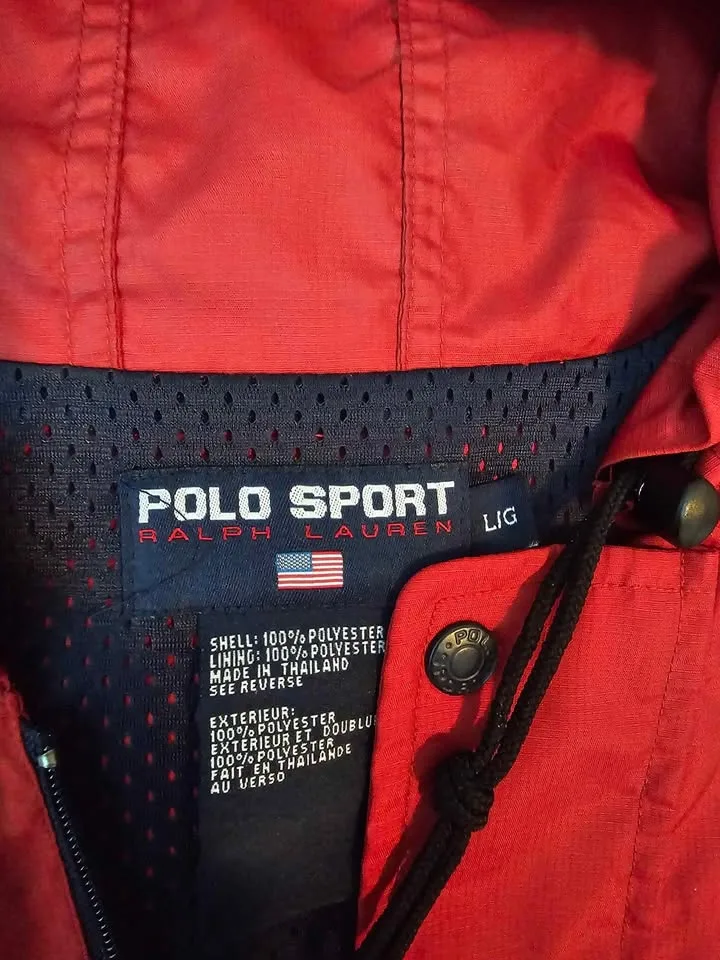 POLO SPORT
RALPH LAUREN
L/G
SHELL: 100% POLYESTER
LINING: 100% POLYESTER
MADE IN THAILAND
SEE REVERSE
EXTERIEUR:
100% POLYESTER
EXTERIEUR ET DOUBLU
100% POLYESTER
FAIT EN THAILANDE
AU VERSO
POL